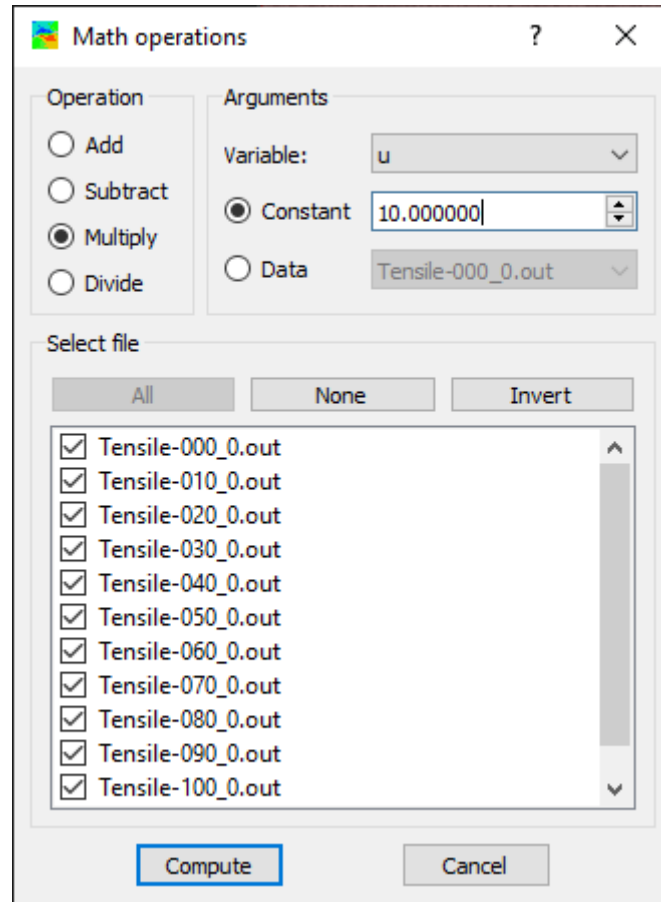 Math operations ?
Operation
Add
Subtract
Multiply
Divide
Arguments
Variable: u
Constant 10.000000
Data Tensile-000_0.out
Select file
All None Invert
Tensile-000_0.out
Tensile-010_0.out
Tensile-020_0.out
Tensile-030_0.out
Tensile-040_0.out
Tensile-050_0.out
Tensile-060_0.out
Tensile-070_0.out
Tensile-080_0.out
Tensile-090_0.out
Tensile-100_0.out
Compute Cancel